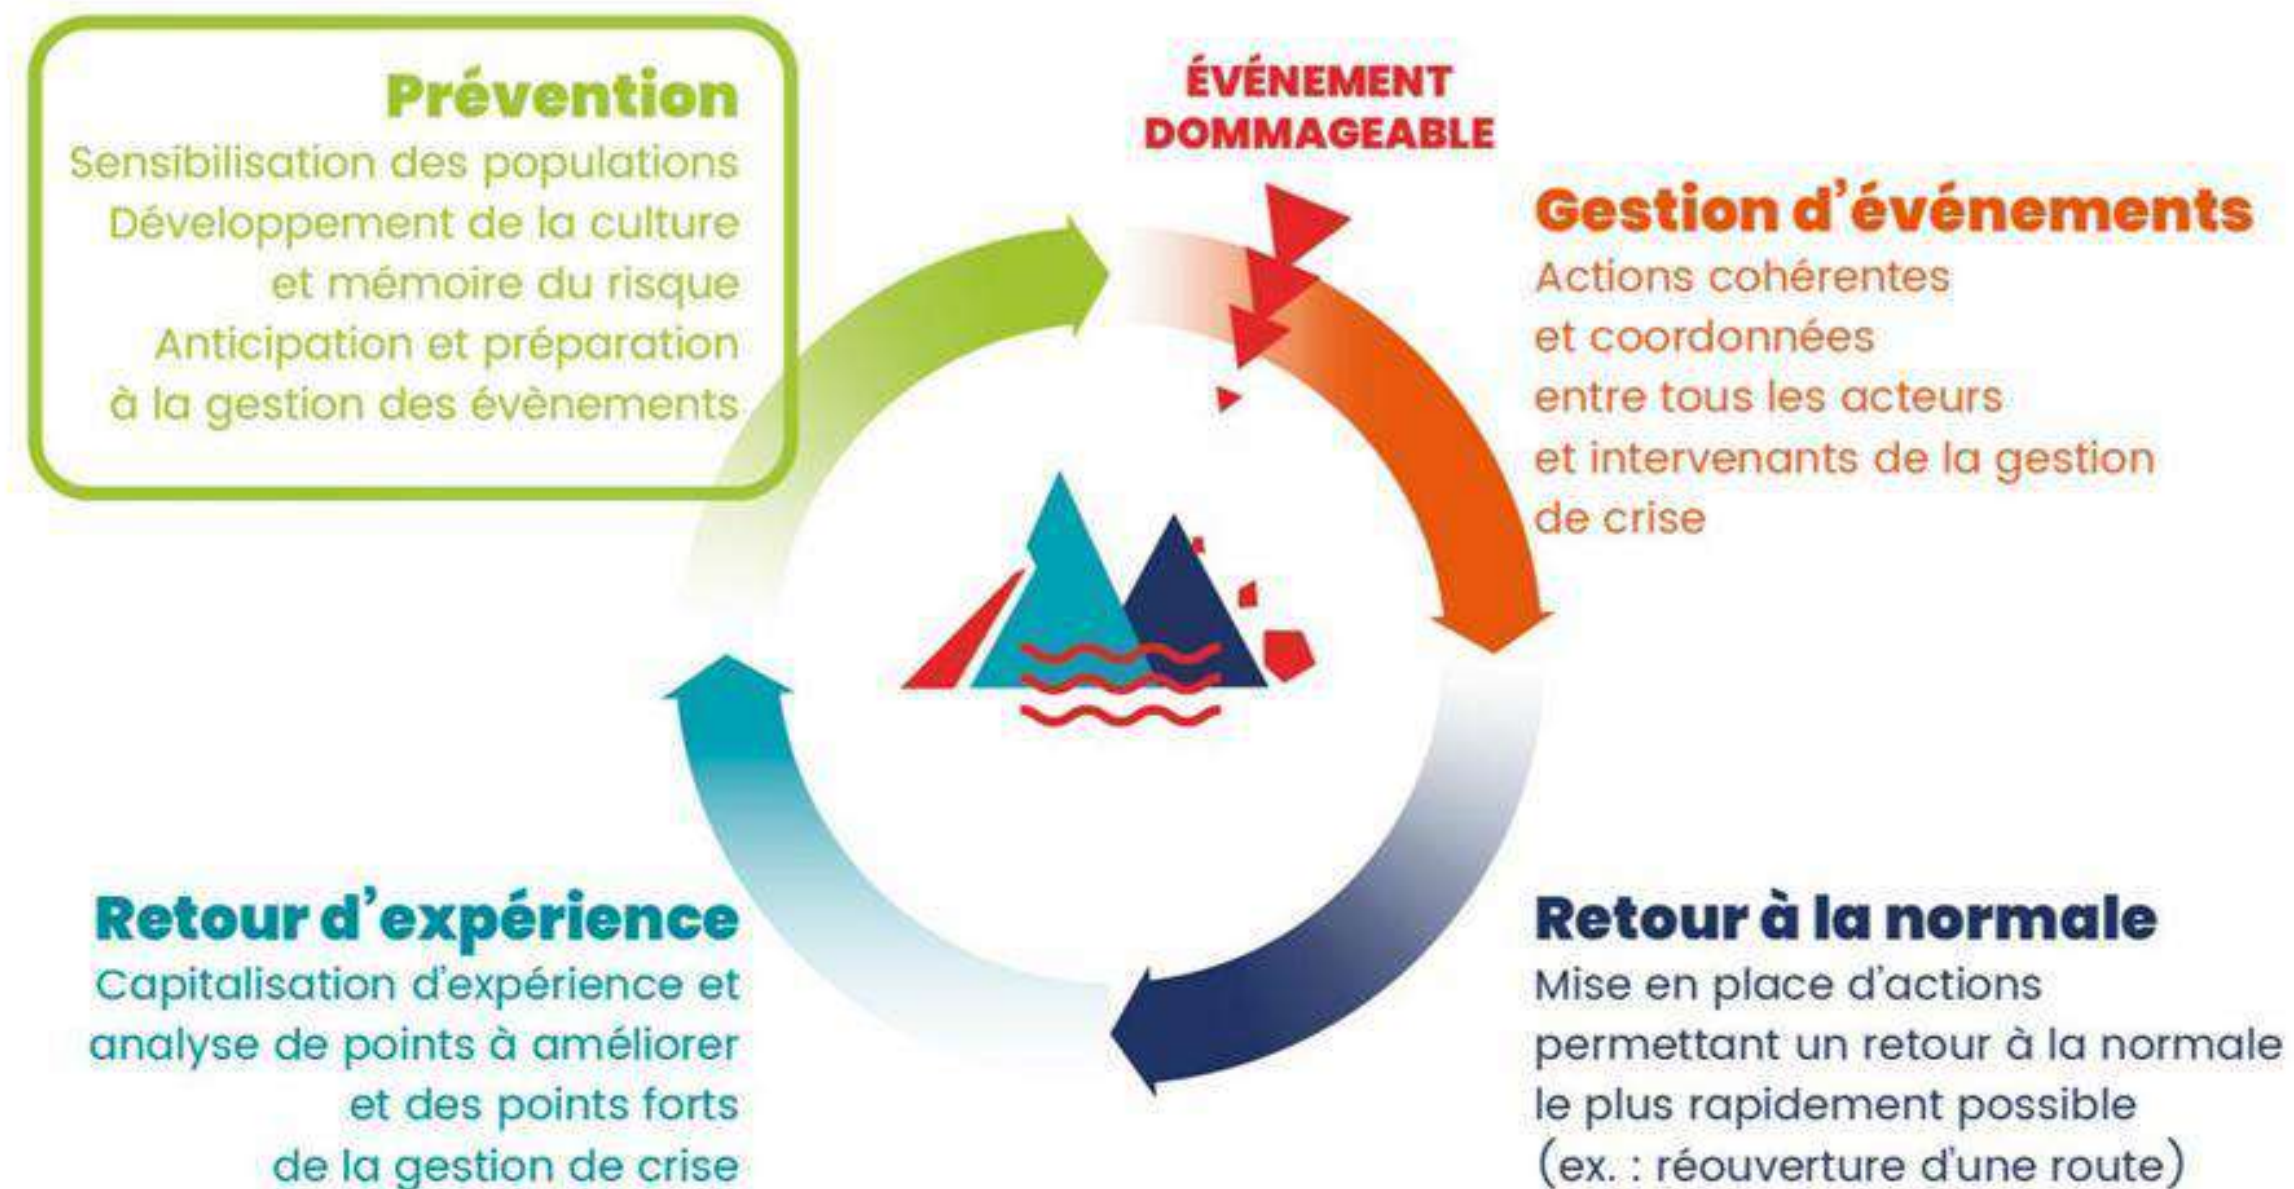 Prévention
Sensibilisation des populations
Développement de la culture
et mémoire du risque
Anticipation et préparation
à la gestion des évènements
ÉVÉNEMENT
DOMMAGEABLE
Gestion d'événements
Actions cohérentes
et coordonnées
entre tous les acteurs
et intervenants de la gestion
de crise
Retour à la normale
Mise en place d'actions
permettant un retour à la normale
le plus rapidement possible
(ex. : réouverture d'une route)
Retour d'expérience
Capitalisation d'expérience et
analyse de points à améliorer
et des points forts
de la gestion de crise